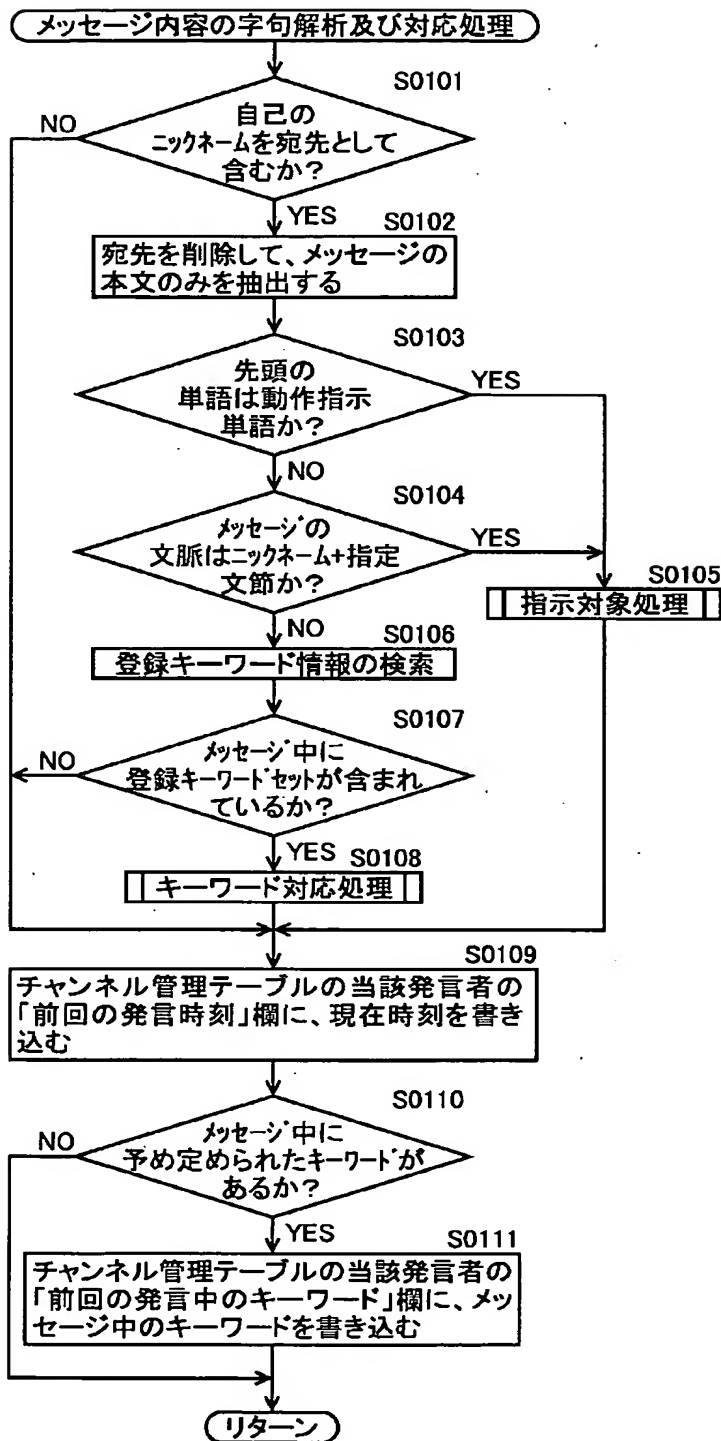 メッセージ内容の字句解析及び対応処理
S0101
自己の
ニックネームを宛先として
含むか?
NO
YES
S0102
宛先を削除して、メッセージの
本文のみを抽出する
S0103
先頭の
単語は動作指示
単語か?
YES
NO
S0104
メッセージの
文脈はニックネーム+指定
文節か?
YES
S0105
指示対象処理
NO
S0106
登録キーワード情報の検索
S0107
メッセージ中に
登録キーワードセットが含まれ
ているか?
NO
YES
S0108
キーワード対応処理
S0109
チャンネル管理テーブルの当該発言者の
「前回の発言時刻」欄に、現在時刻を書き
込む
S0110
メッセージ中に
予め定められたキーワードが
あるか?
NO
YES
S0111
チャンネル管理テーブルの当該発言者の
「前回の発言中のキーワード」欄に、メッ
セージ中のキーワードを書き込む
リターン